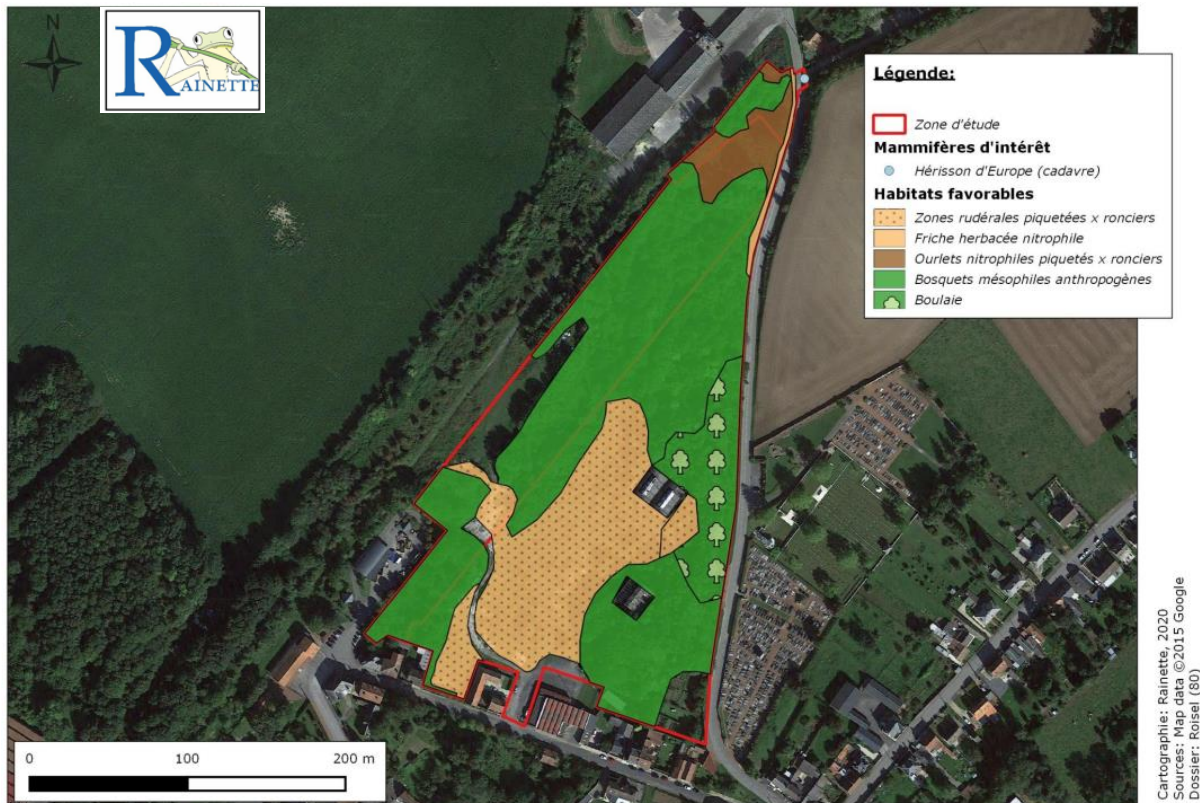 N
RAINETTE
Légende:
Zone d'étude
Mammifères d'intérêt
Hérisson d'Europe (cadavre)
Habitats favorables
Zones rudérales piquetées x ronciers
Friche herbacée nitrophile
Ourlets nitrophiles piquetés x ronciers
Bosquets mésophiles anthropogènes
Boulaie
0 100 200 m
Cartographie: Rainette, 2020
Sources: Map data ©2015 Google
Dossier: Roisel (80)